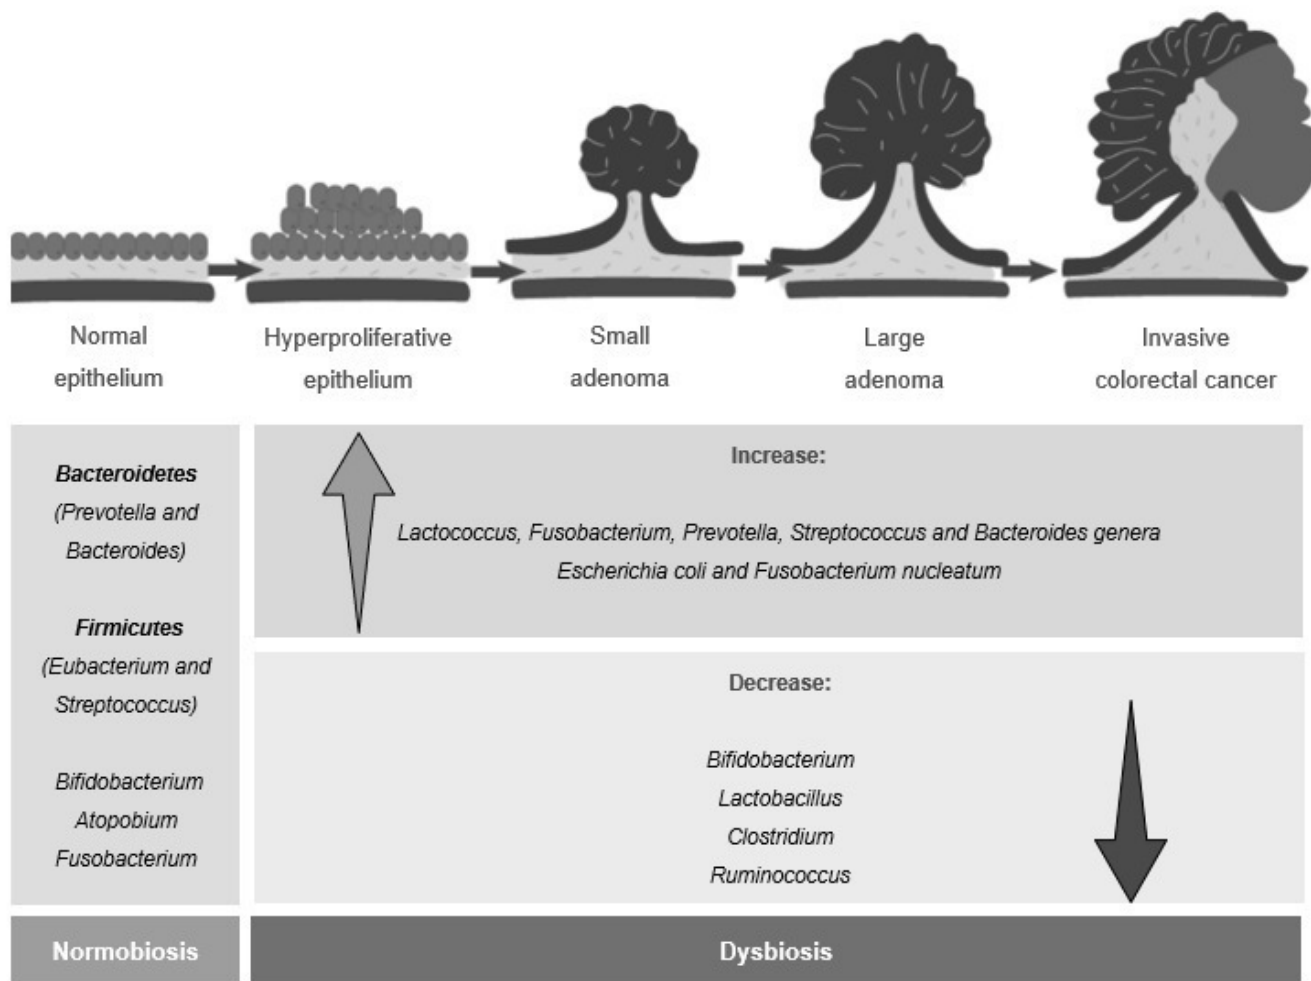 Normal
epithelium
Hyperproliferative
epithelium
Small
adenoma
Large
adenoma
Invasive
colorectal cancer
Bacteroidetes
(Prevotella and
Bacteroides)
Firmicutes
(Eubacterium and
Streptococcus)
Bifidobacterium
Atopobium
Fusobacterium
Increase:
Lactococcus, Fusobacterium, Prevotella, Streptococcus and Bacteroides genera
Escherichia coli and Fusobacterium nucleatum
Decrease:
Bifidobacterium
Lactobacillus
Clostridium
Ruminococcus
Normobiosis
Dysbiosis